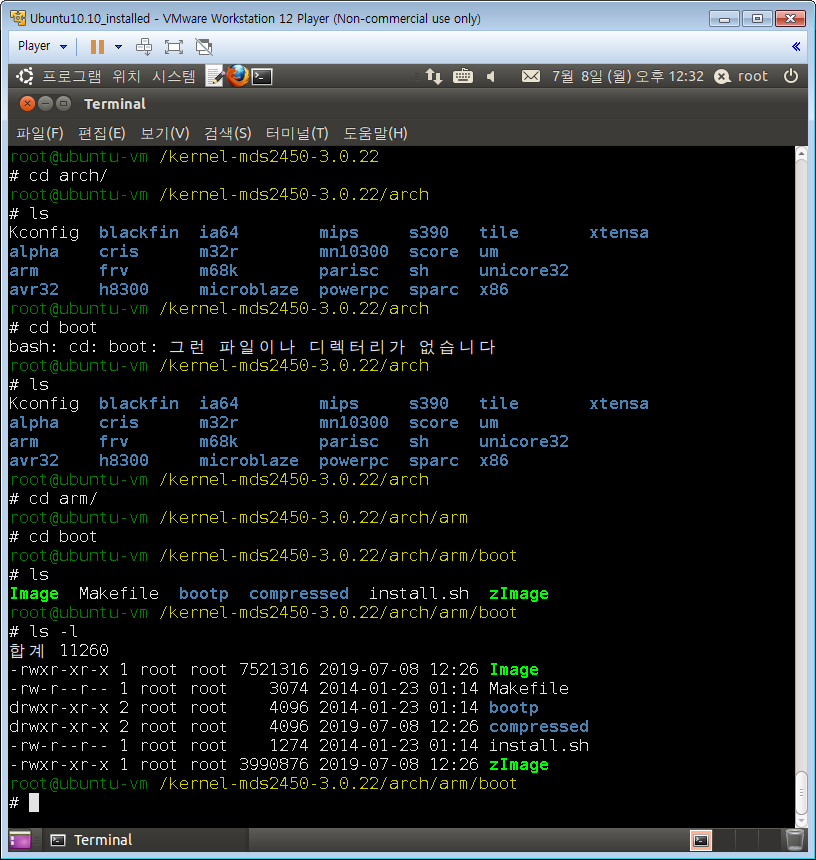 Ubuntu10.10_installed - VMware Workstation 12 Player (Non-commercial use only)
Player
프로그램 위치 시스템 7월 8일 (월) 오후 12:32 root
Terminal
파일(F) 편집(E) 보기(V) 검색(S) 터미널(T) 도움말(H)
root@ubuntu-vm /kernel-mds2450-3.0.22
# cd arch/
root@ubuntu-vm /kernel-mds2450-3.0.22/arch
# ls
Kconfig blackfin ia64 mips s390 tile xtensa
alpha cris m32r mn10300 score um
arm frv m68k parisc sh unicore32
avr32 h8300 microblaze powerpc sparc x86
root@ubuntu-vm /kernel-mds2450-3.0.22/arch
# cd boot
bash: cd: boot: 그런 파일이나 디렉터리가 없습니다
root@ubuntu-vm /kernel-mds2450-3.0.22/arch
# ls
Kconfig blackfin ia64 mips s390 tile xtensa
alpha cris m32r mn10300 score um
arm frv m68k parisc sh unicore32
avr32 h8300 microblaze powerpc sparc x86
root@ubuntu-vm /kernel-mds2450-3.0.22/arch
# cd arm/
root@ubuntu-vm /kernel-mds2450-3.0.22/arch/arm
# cd boot
root@ubuntu-vm /kernel-mds2450-3.0.22/arch/arm/boot
# ls
Image Makefile bootp compressed install.sh zImage
root@ubuntu-vm /kernel-mds2450-3.0.22/arch/arm/boot
# ls -l
합계 11260
-rwxr-xr-x 1 root root 7521316 2019-07-08 12:26 Image
-rw-r--r-- 1 root root 3074 2014-01-23 01:14 Makefile
drwxr-xr-x 2 root root 4096 2014-01-23 01:14 bootp
drwxr-xr-x 2 root root 4096 2019-07-08 12:26 compressed
-rw-r--r-- 1 root root 1274 2014-01-23 01:14 install.sh
-rwxr-xr-x 1 root root 3990876 2019-07-08 12:26 zImage
root@ubuntu-vm /kernel-mds2450-3.0.22/arch/arm/boot
#
Terminal